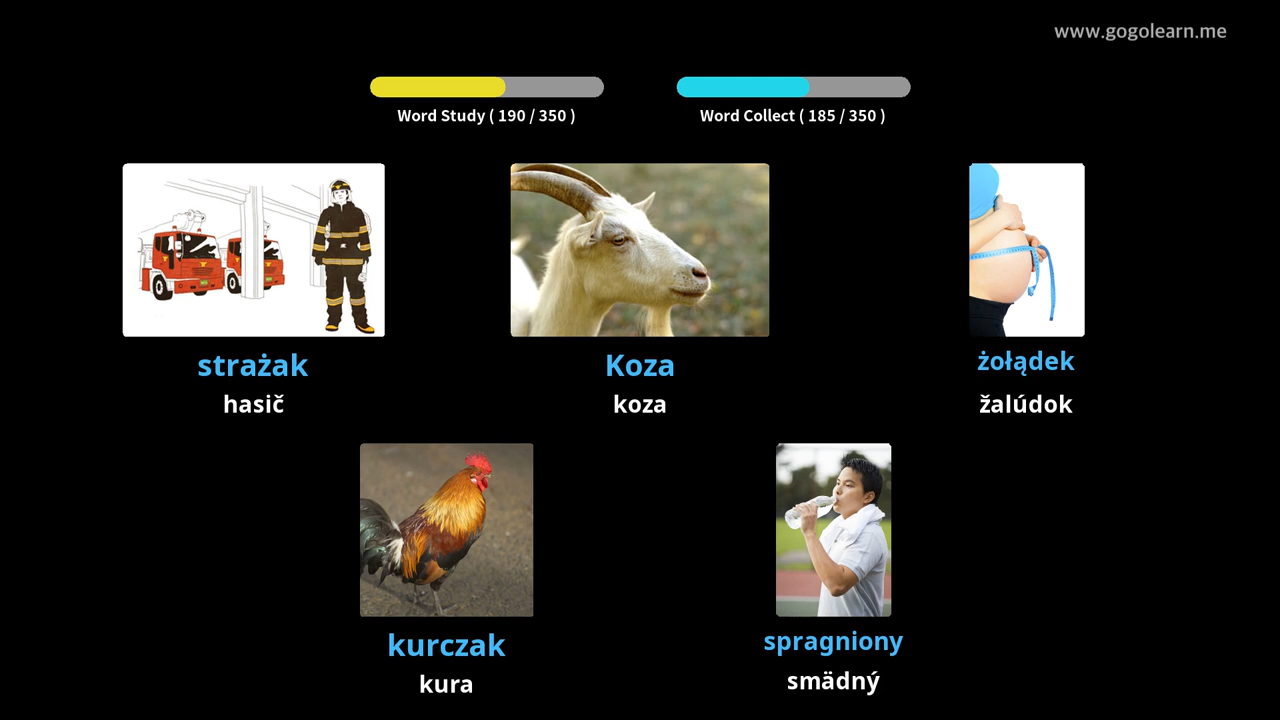 www.gogolearn.me
Word Study ( 190 / 350 )
Word Collect ( 185 / 350 )
strażak
hasič
Koza
koza
żołądek
žalúdok
kurczak
kura
spragniony
smädný